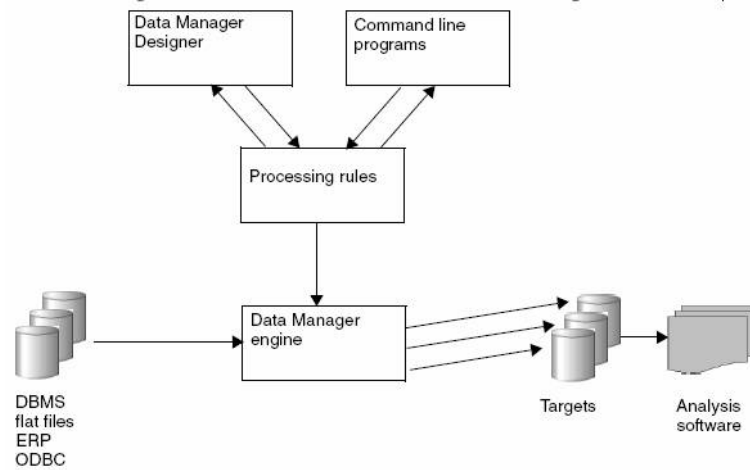 Data Manager
Designer
Command line
programs
Processing rules
Data Manager
engine
DBMS
flat files
ERP
ODBC
Targets
Analysis
software